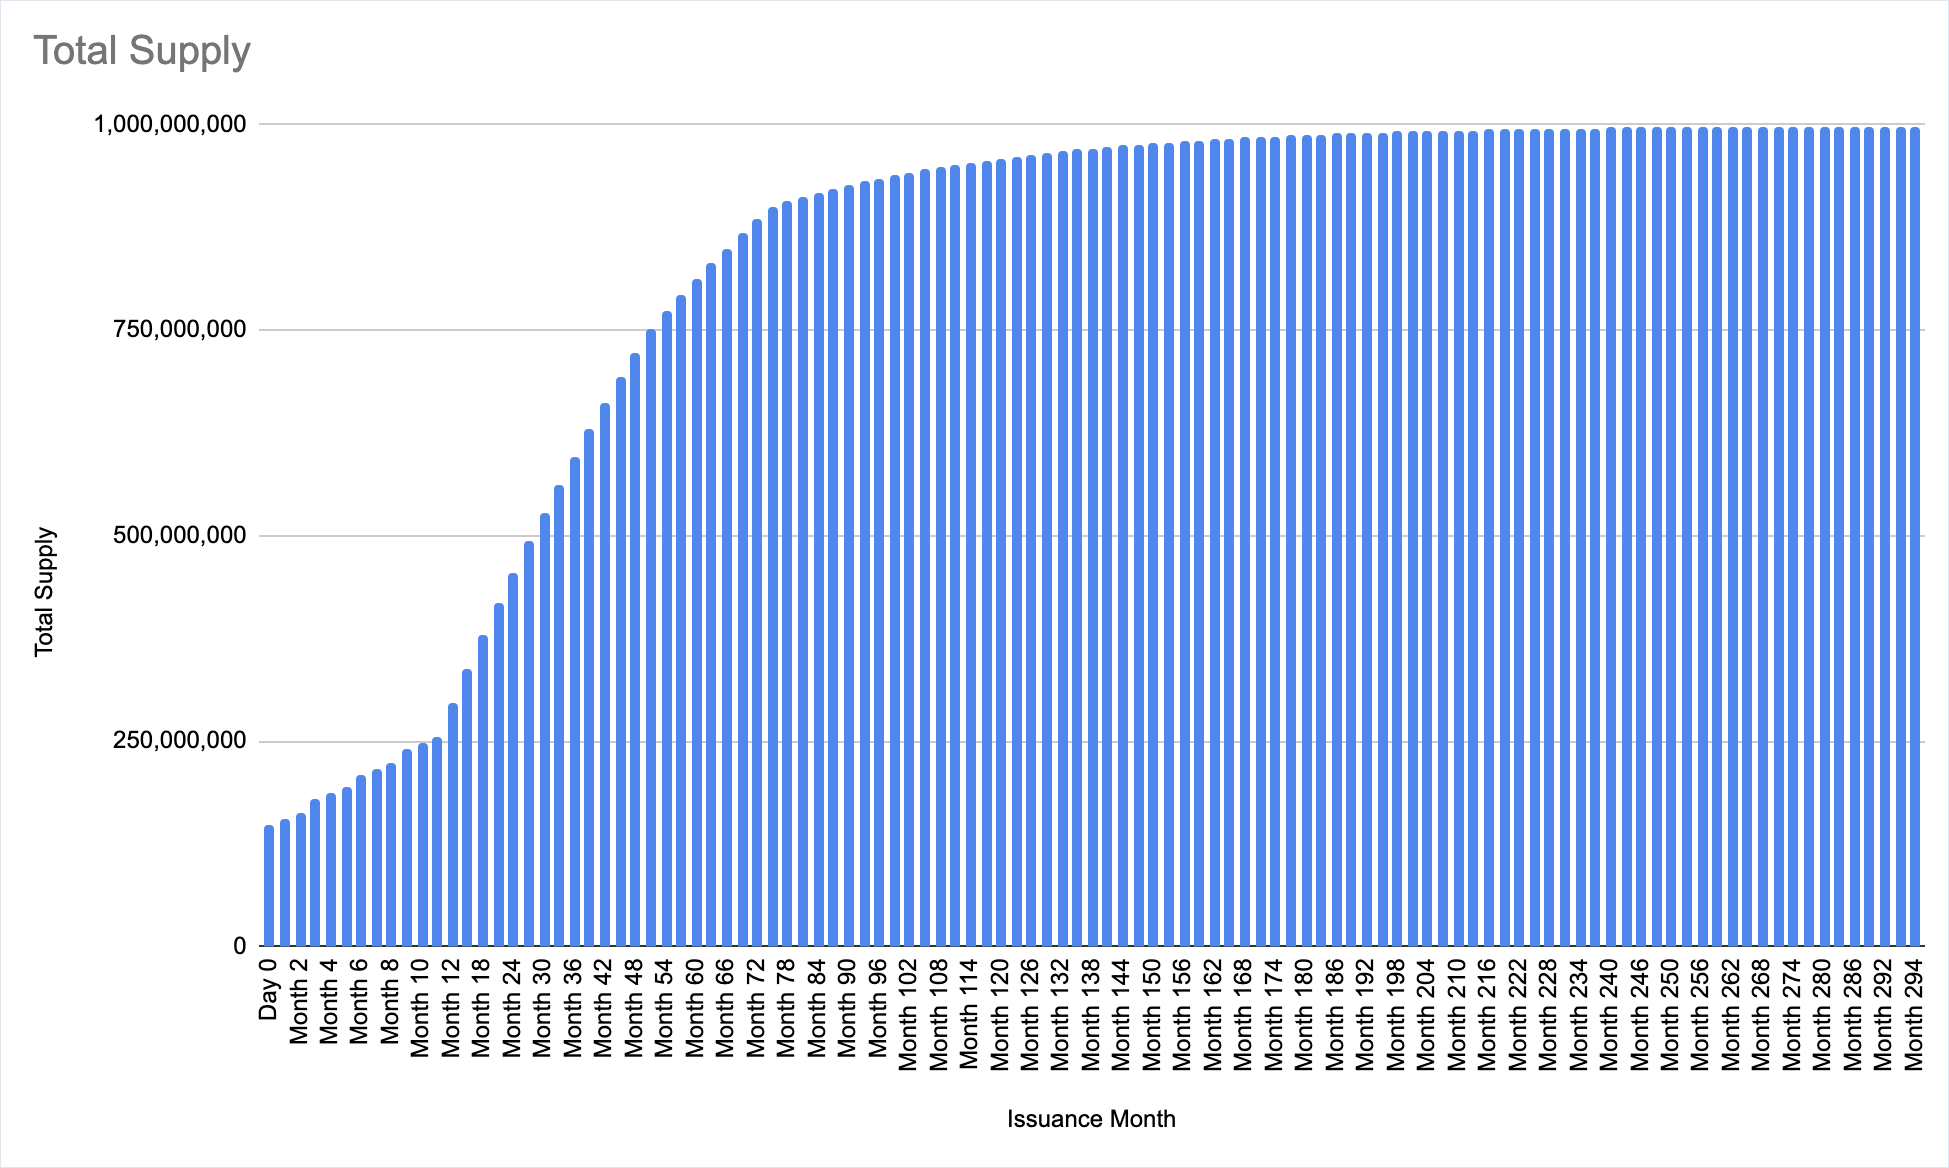 Total Supply
1,000,000,000
750,000,000
500,000,000
250,000,000
0
Total Supply
Day 0
Month 2
Month 4
Month 6
Month 8
Month 10
Month 12
Month 18
Month 24
Month 30
Month 36
Month 42
Month 48
Month 54
Month 60
Month 66
Month 72
Month 78
Month 84
Month 90
Month 96
Month 102
Month 108
Month 114
Month 120
Month 126
Month 132
Month 138
Month 144
Month 150
Month 156
Month 162
Month 168
Month 174
Month 180
Month 186
Month 192
Month 198
Month 204
Month 210
Month 216
Month 222
Month 228
Month 234
Month 240
Month 246
Month 250
Month 256
Month 262
Month 268
Month 274
Month 280
Month 286
Month 292
Month 294
Issuance Month